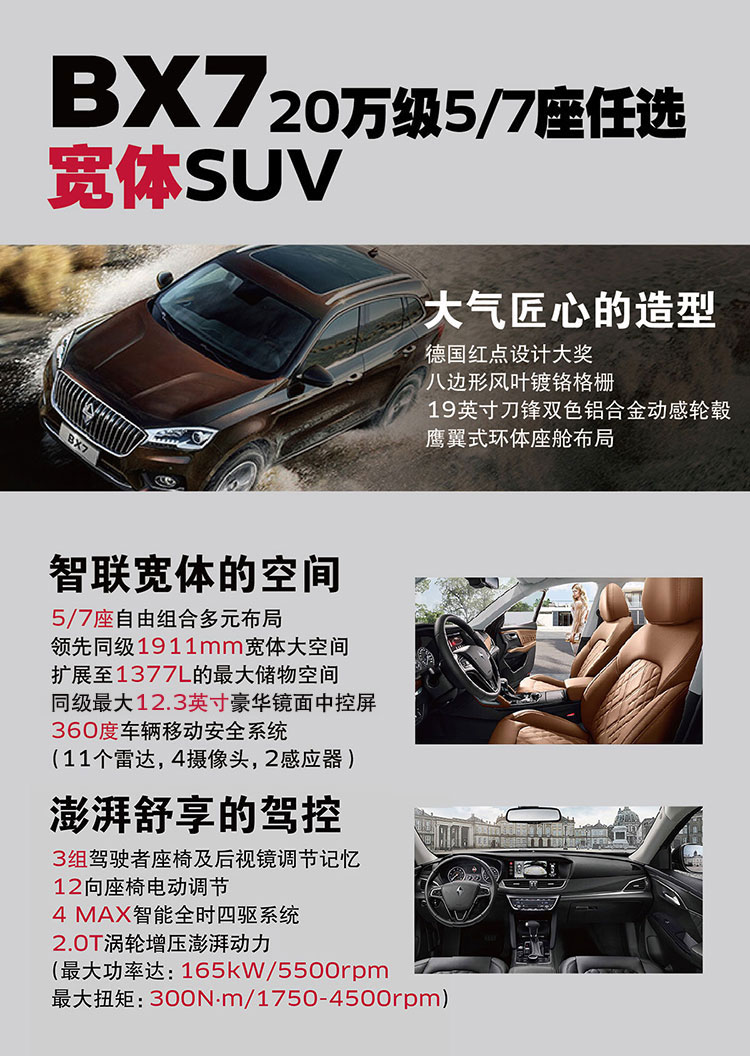 BX7 20万级5/7座任选
宽体SUV
大气匠心的造型
德国红点设计大奖
八边形风叶镀铬格栅
19英寸刀锋双色铝合金动感轮毂
鹰翼式环体座舱布局
BX7
智联宽体的空间
5/7座自由组合多元布局
领先同级1911mm宽体大空间
扩展至1377L的最大储物空间
同级最大12.3英寸豪华镜面中控屏
360度车辆移动安全系统
(11个雷达, 4摄像头, 2感应器)
澎湃舒享的驾控
3组驾驶者座椅及后视镜调节记忆
12向座椅电动调节
4 MAX智能全时四驱系统
2.0T涡轮增压澎湃动力
(最大功率达: 165kW/5500rpm
最大扭矩: 300N·m/1750-4500rpm)